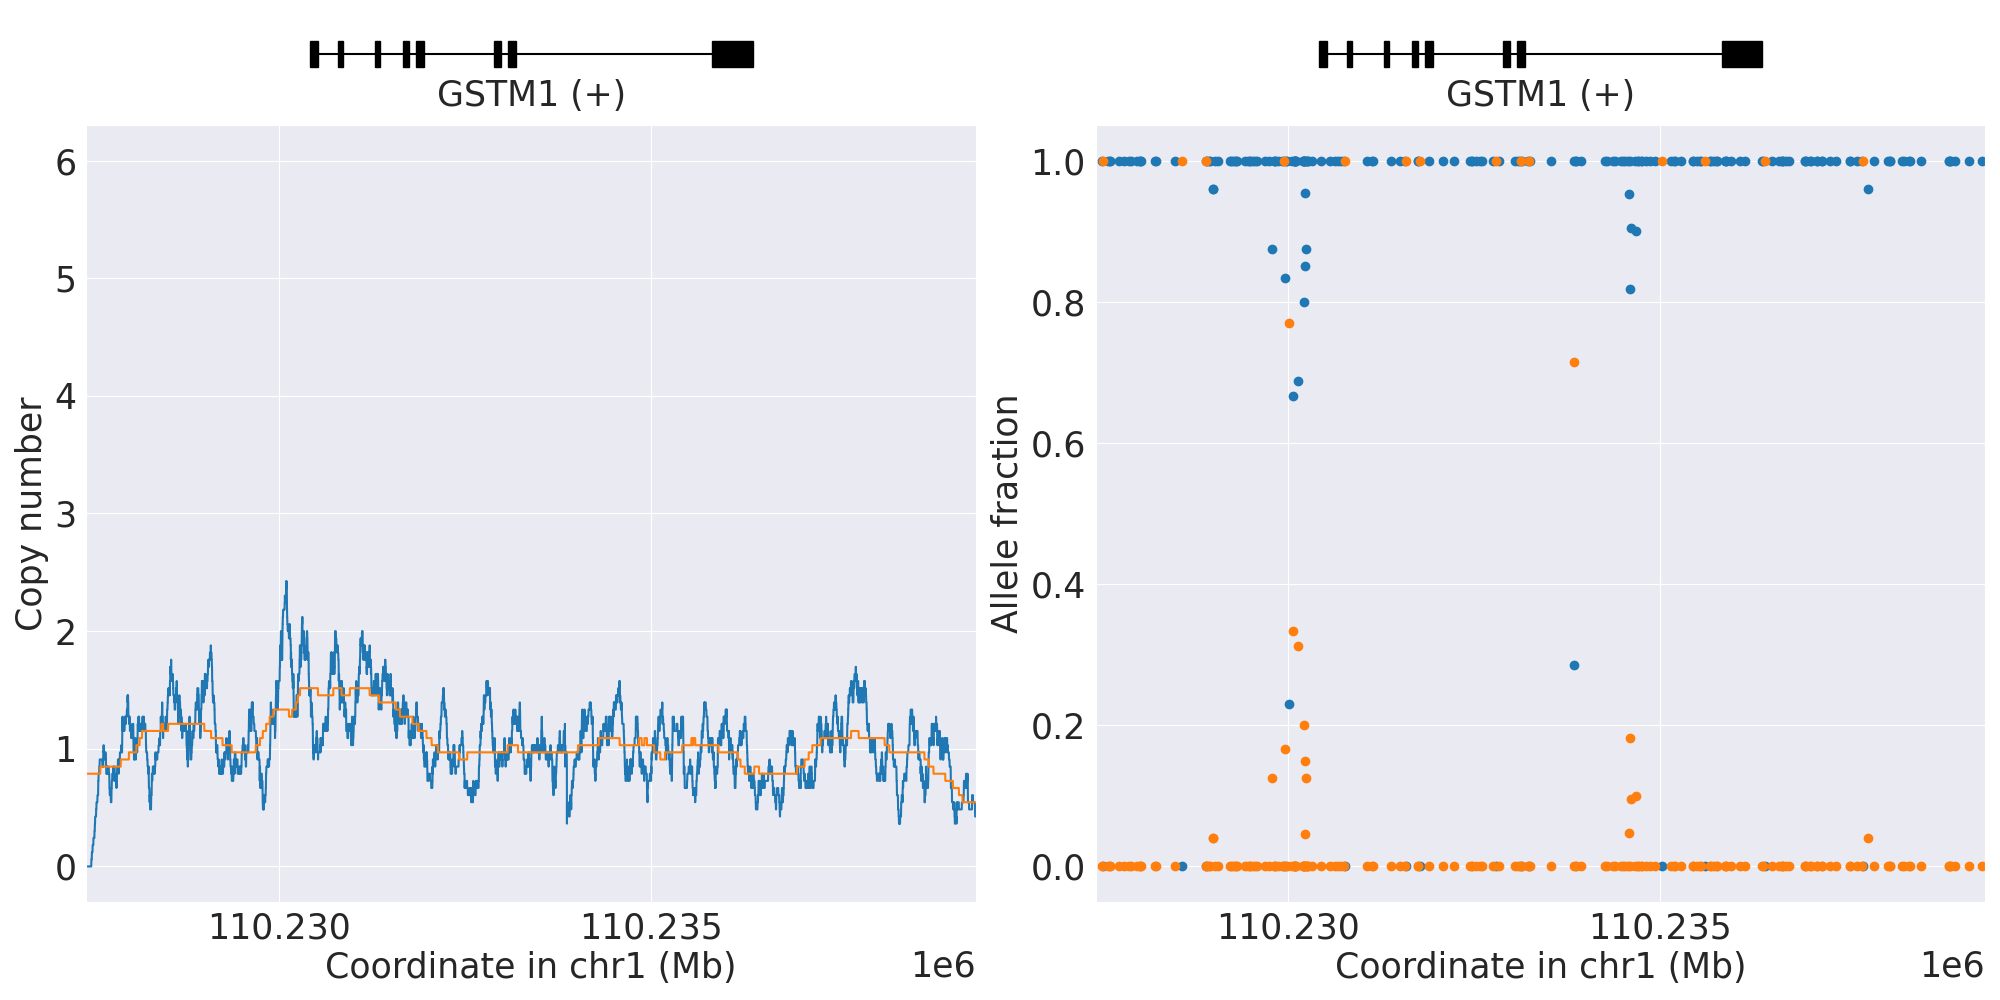 GSTM1 (+)
6
5
4
3
2
1
0
Copy number
110.230
110.235
Coordinate in chr1 (Mb)
1e6
GSTM1 (+)
1.0
0.8
0.6
0.4
0.2
0.0
Allele fraction
110.230
110.235
Coordinate in chr1 (Mb)
1e6